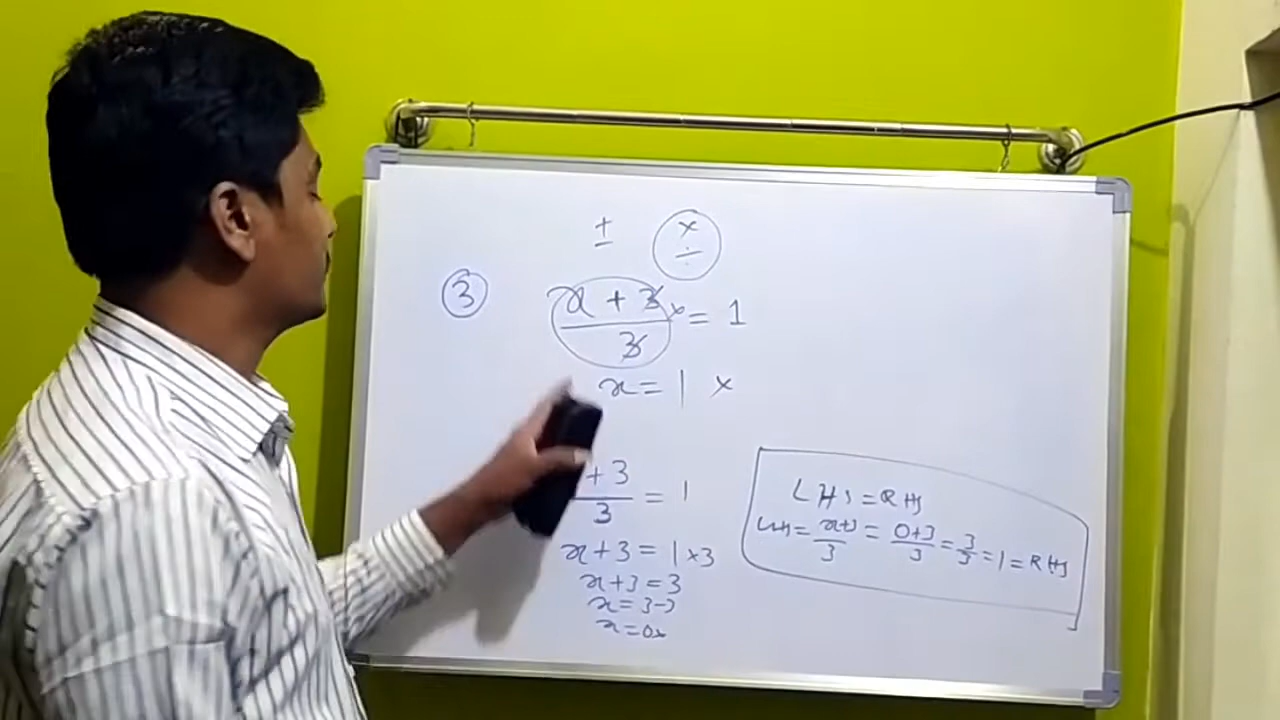 ± ×
÷
③ x + 3 × = 1
3
x = 1 ×
+ 3 = 1
3
x + 3 = 1 × 3
x + 3 = 3
x = 3 - 3
x = 0
LHS = RHS
LHS = x+3 / 3 = 0+3 / 3 = 3 / 3 = 1 = RHS